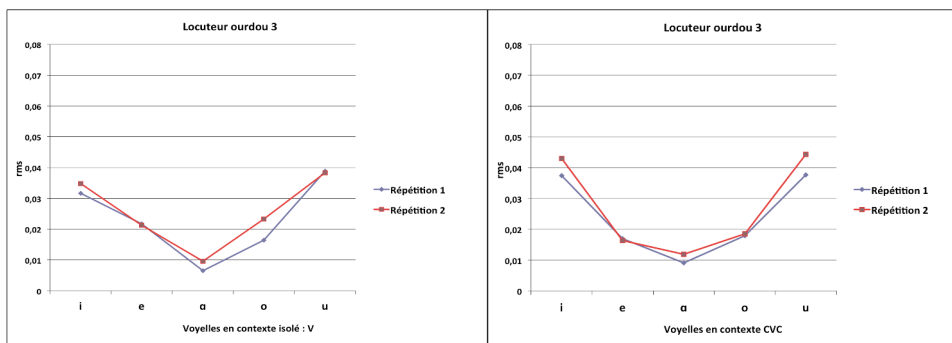 Locuteur ourdou 3
0,08
0,07
0,06
0,05
0,04
0,03
0,02
0,01
0
rms
i e ɑ o u
Voyelles en contexte isolé : V
Répétition 1
Répétition 2
Locuteur ourdou 3
0,08
0,07
0,06
0,05
0,04
0,03
0,02
0,01
0
rms
i e ɑ o u
Voyelles en contexte CVC
Répétition 1
Répétition 2